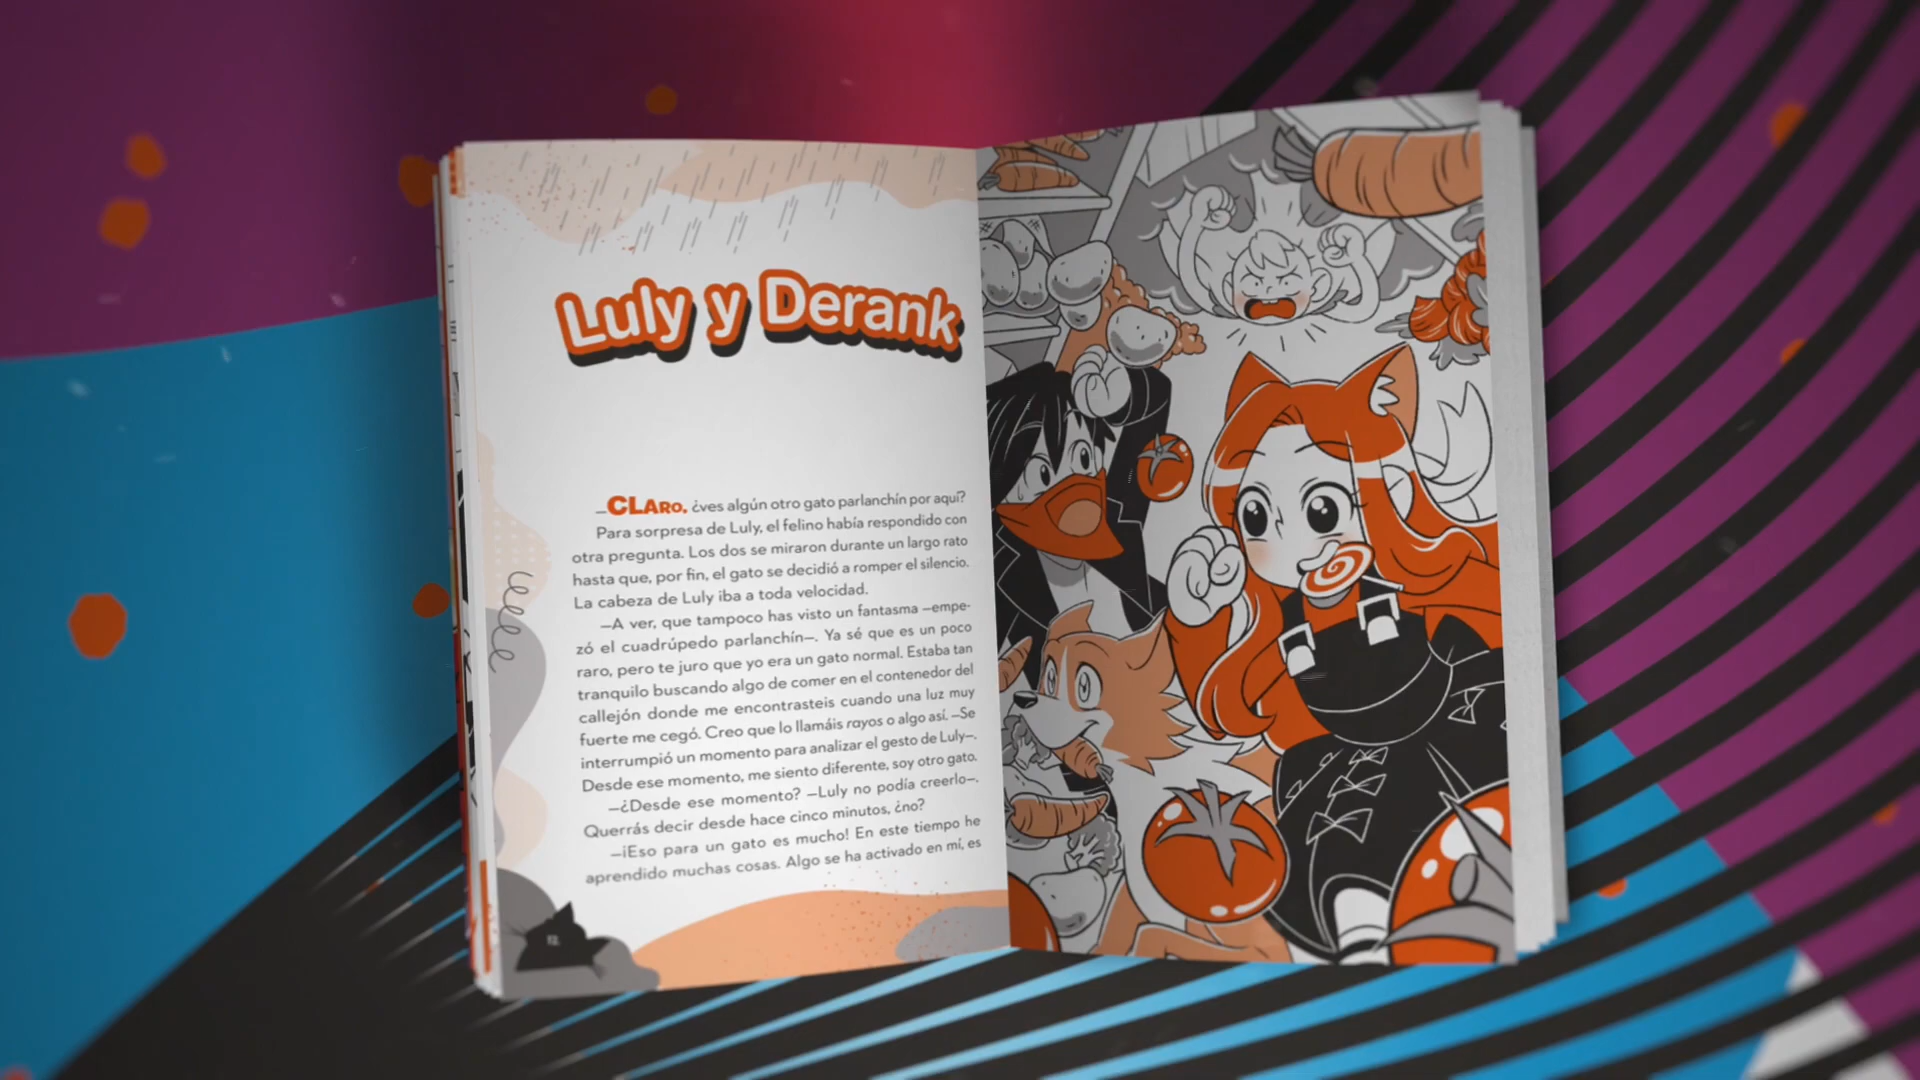 Luly y Derank
—CLARO, ¿ves algún otro gato parlanchín por aquí?
Para sorpresa de Luly, el felino había respondido con
otra pregunta. Los dos se miraron durante un largo rato
hasta que, por fin, el gato se decidió a romper el silencio.
La cabeza de Luly iba a toda velocidad.
—A ver, que tampoco has visto un fantasma —empe-
zó el cuadrúpedo parlanchín—. Ya sé que es un poco
raro, pero te juro que yo era un gato normal. Estaba tan
tranquilo buscando algo de comer en el contenedor del
callejón donde me encontrasteis cuando una luz muy
fuerte me cegó. Creo que lo llamáis rayos o algo así. —Se
interrumpió un momento para analizar el gesto de Luly—.
Desde ese momento, me siento diferente, soy otro gato.
—¿Desde ese momento? —Luly no podía creerlo—.
Querrás decir desde hace cinco minutos, ¿no?
—¡Eso para un gato es mucho! En este tiempo he
aprendido muchas cosas. Algo se ha activado en mí, es